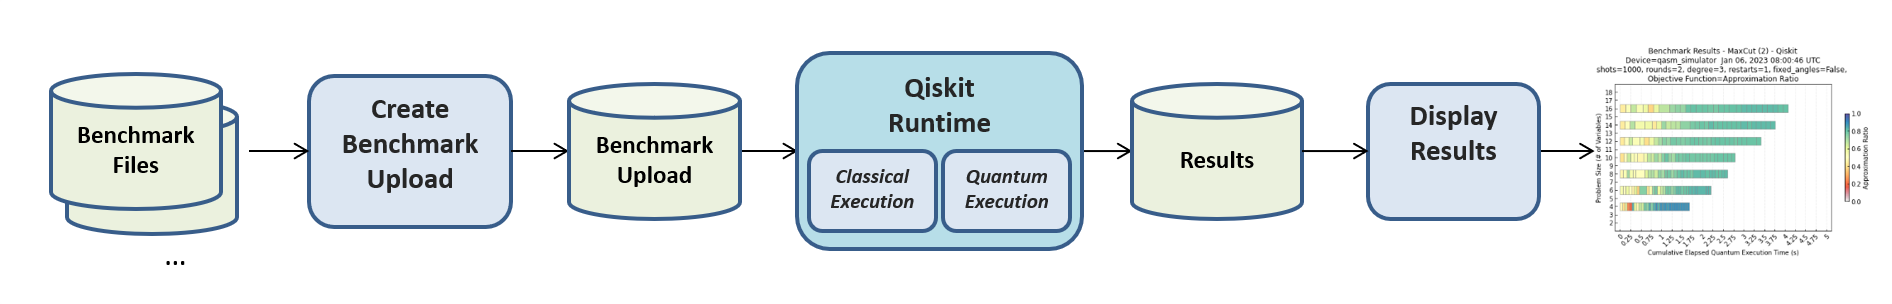 Benchmark
Files
...
Create
Benchmark
Upload
Benchmark
Upload
Qiskit
Runtime
Classical
Execution
Quantum
Execution
Results
Display
Results
Benchmark Results - MaxCut (2) - Qiskit
Device=qasm_simulator Jan 06, 2023 08:00:46 UTC
shots=1000, rounds=2, degree=3, restarts=1, fixed_angles=False,
Objective Function=Approximation Ratio
Problem Size (# of Variables)
18
17
16
15
14
13
12
11
10
9
8
7
6
5
4
3
2
0
0.25
0.5
0.75
1
1.25
1.5
1.75
2
2.25
2.5
2.75
3
3.25
3.5
3.75
4
4.25
4.5
4.75
5
Cumulative Elapsed Quantum Execution Time (s)
1.0
0.8
0.6
0.4
0.2
0.0
Approximation Ratio